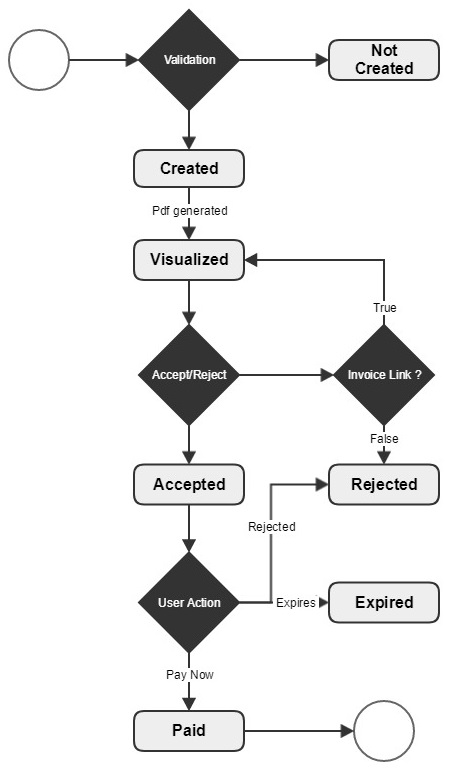 Validation
Not
Created
Created
Pdf generated
Visualized
True
Accept/Reject
Invoice Link ?
False
Accepted
Rejected
Rejected
User Action
Expires
Expired
Pay Now
Paid